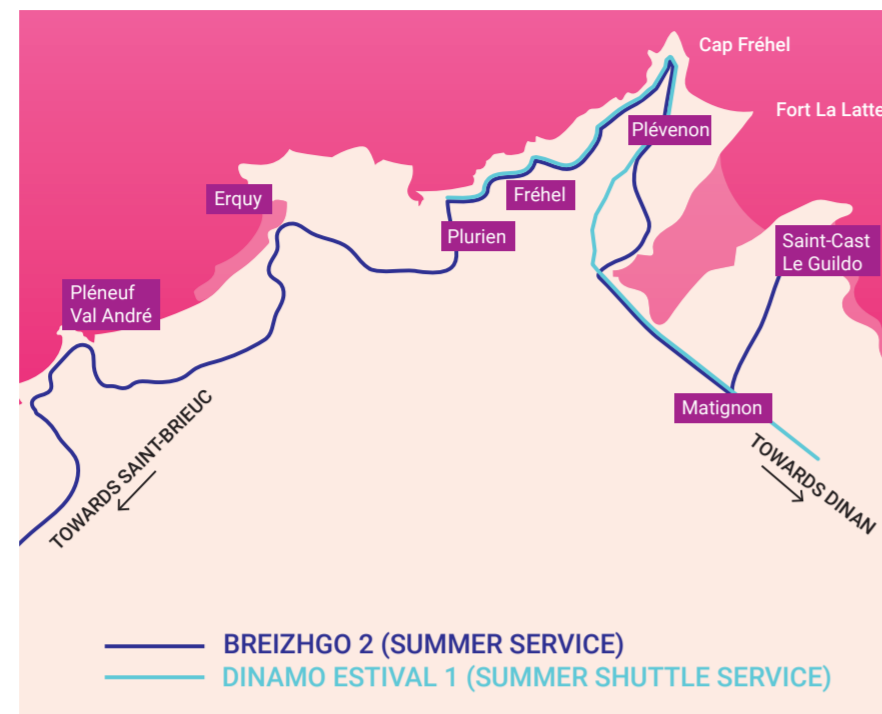 Cap Fréhel
Fort La Latte
Plévenon
Erquy
Fréhel
Plurien
Saint-Cast
Le Guildo
Pléneuf
Val André
Matignon
TOWARDS SAINT-BRIEUC
TOWARDS DINAN
BREIZHGO 2 (SUMMER SERVICE)
DINAMO ESTIVAL 1 (SUMMER SHUTTLE SERVICE)